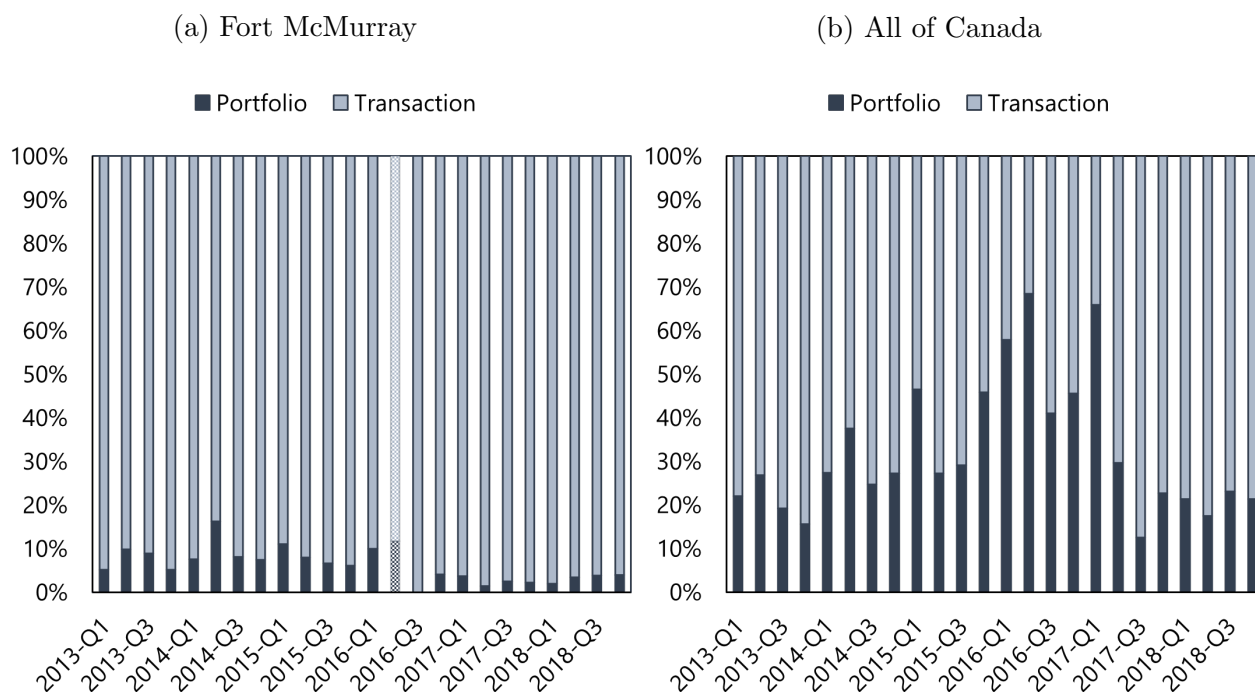 (a) Fort McMurray
Portfolio Transaction
100%
90%
80%
70%
60%
50%
40%
30%
20%
10%
0%
2013-Q1
2013-Q3
2014-Q1
2014-Q3
2015-Q1
2015-Q3
2016-Q1
2016-Q3
2017-Q1
2017-Q3
2018-Q1
2018-Q3
(b) All of Canada
Portfolio Transaction
100%
90%
80%
70%
60%
50%
40%
30%
20%
10%
0%
2013-Q1
2013-Q3
2014-Q1
2014-Q3
2015-Q1
2015-Q3
2016-Q1
2016-Q3
2017-Q1
2017-Q3
2018-Q1
2018-Q3